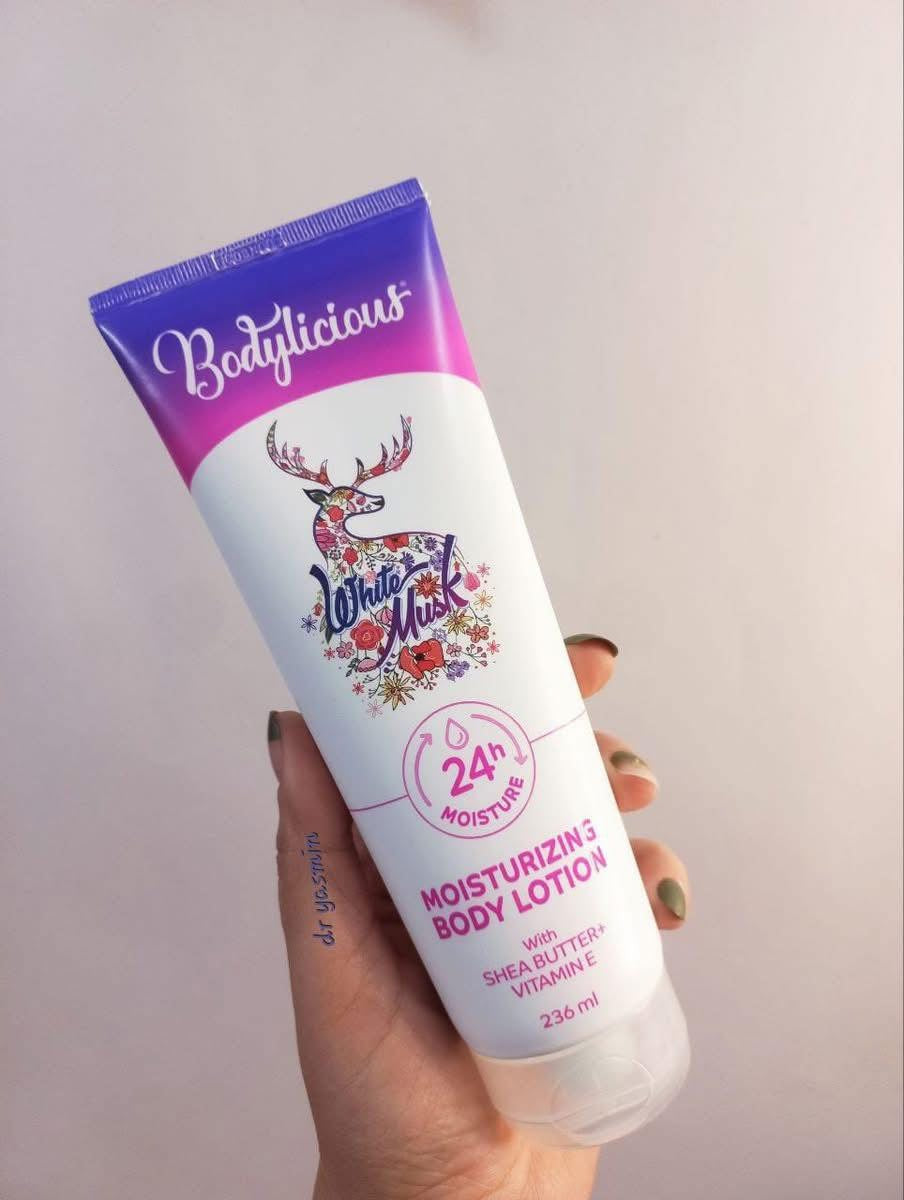 Bodylicious
White
Musk
24h
MOISTURE
MOISTURIZING
BODY LOTION
With
SHEA BUTTER+
VITAMIN E
236 ml
dr yasmin